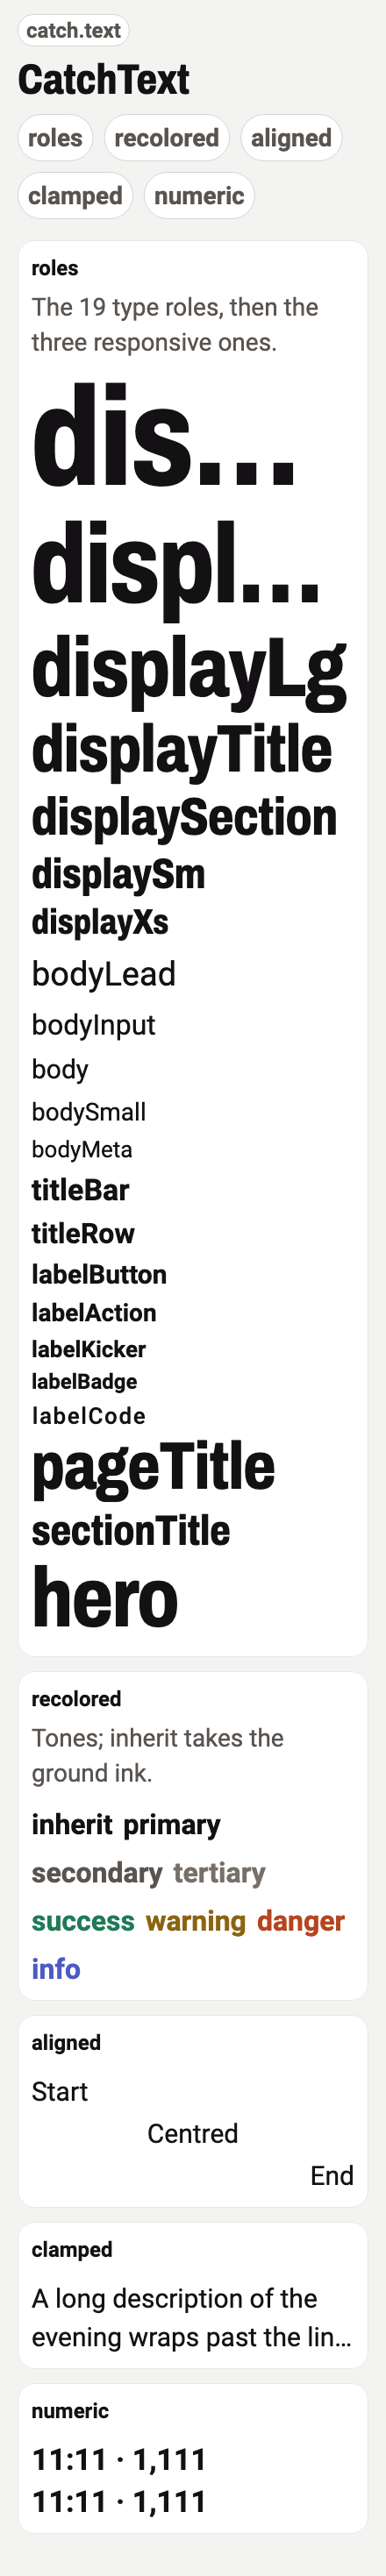 catch.text
CatchText
roles recolored aligned
clamped numeric
roles
The 19 type roles, then the
three responsive ones.
dis...
displ...
displayLg
displayTitle
displaySection
displaySm
displayXs
bodyLead
bodyInput
body
bodySmall
bodyMeta
titleBar
titleRow
labelButton
labelAction
labelKicker
labelBadge
labelCode
pageTitle
sectionTitle
hero
recolored
Tones; inherit takes the
ground ink.
inherit primary
secondary tertiary
success warning danger
info
aligned
Start
Centred
End
clamped
A long description of the
evening wraps past the lin...
numeric
11:11 · 1,111
11:11 · 1,111